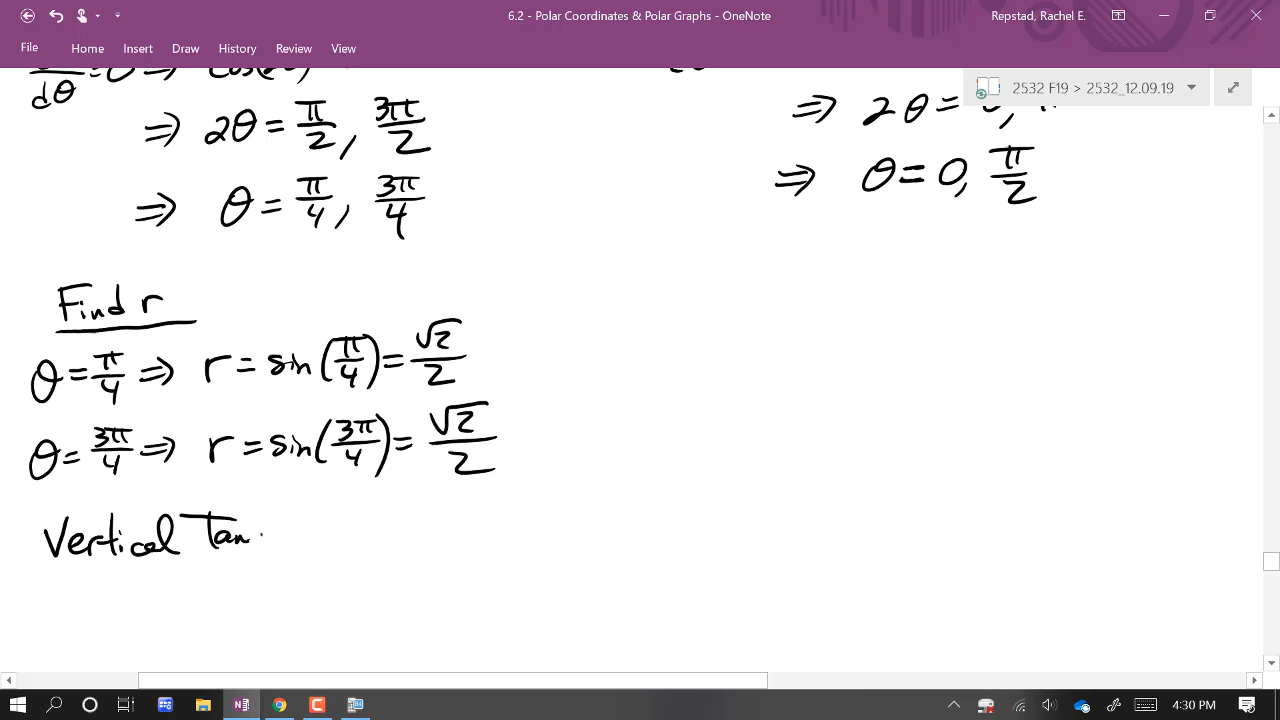 6.2 - Polar Coordinates & Polar Graphs - OneNote
Repstad, Rachel E.
File Home Insert Draw History Review View
2532 F19 > 2532_12.09.19
dθ
⇒ 2θ = π/2, 3π/2
⇒ θ = π/4, 3π/4
⇒ 2θ =
⇒ θ = 0, π/2
Find r
θ = π/4 ⇒ r = sin(π/4) = √2/2
θ = 3π/4 ⇒ r = sin(3π/4) = √2/2
Vertical Tan
4:30 PM